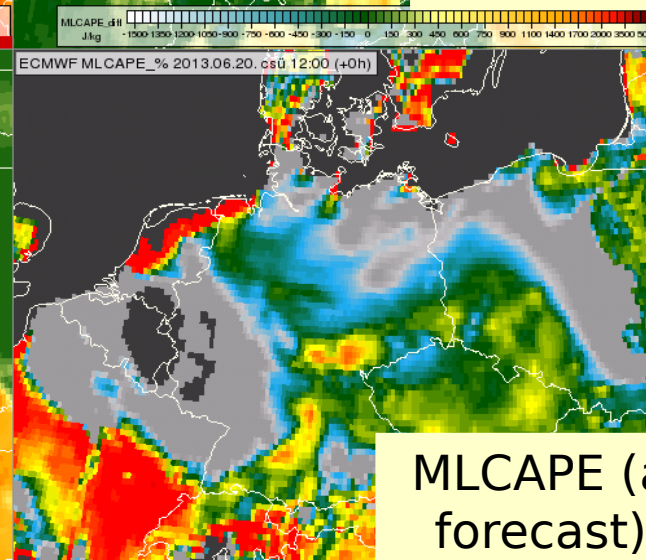 MLCAPE_diff
J/kg
-1500 -1350 -1200 -1050 -900 -750 -600 -450 -300 -150 0 150 300 450 600 750 900 1100 1400 1700 2000 3500
ECMWF MLCAPE_% 2013.06.20. csü 12:00 (+0h)
MLCAPE (a
forecast)